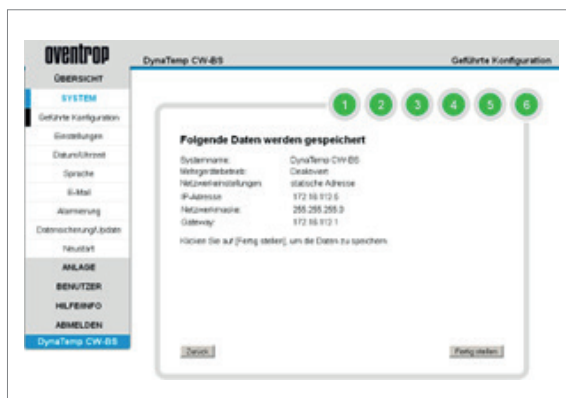 oventrop
DynaTemp CW-BS
Geführte Konfiguration
ÜBERSICHT
SYSTEM
Geführte Konfiguration
Einstellungen
Datum/Uhrzeit
Sprache
E-Mail
Alarmierung
Datensicherung/Update
Neustart
ANLAGE
BENUTZER
HILFE/INFO
ABMELDEN
DynaTemp CW-BS
1 2 3 4 5 6
Folgende Daten werden gespeichert
Systemname: DynaTemp CW-BS
Mehrgerätebetrieb: Deaktiviert
Netzwerkeinstellungen: statische Adresse
IP-Adresse: 172.16.112.6
Netzwerkmaske: 255.255.255.0
Gateway: 172.16.112.1
Klicken Sie auf [Fertig stellen], um die Daten zu speichern.
Zurück
Fertig stellen